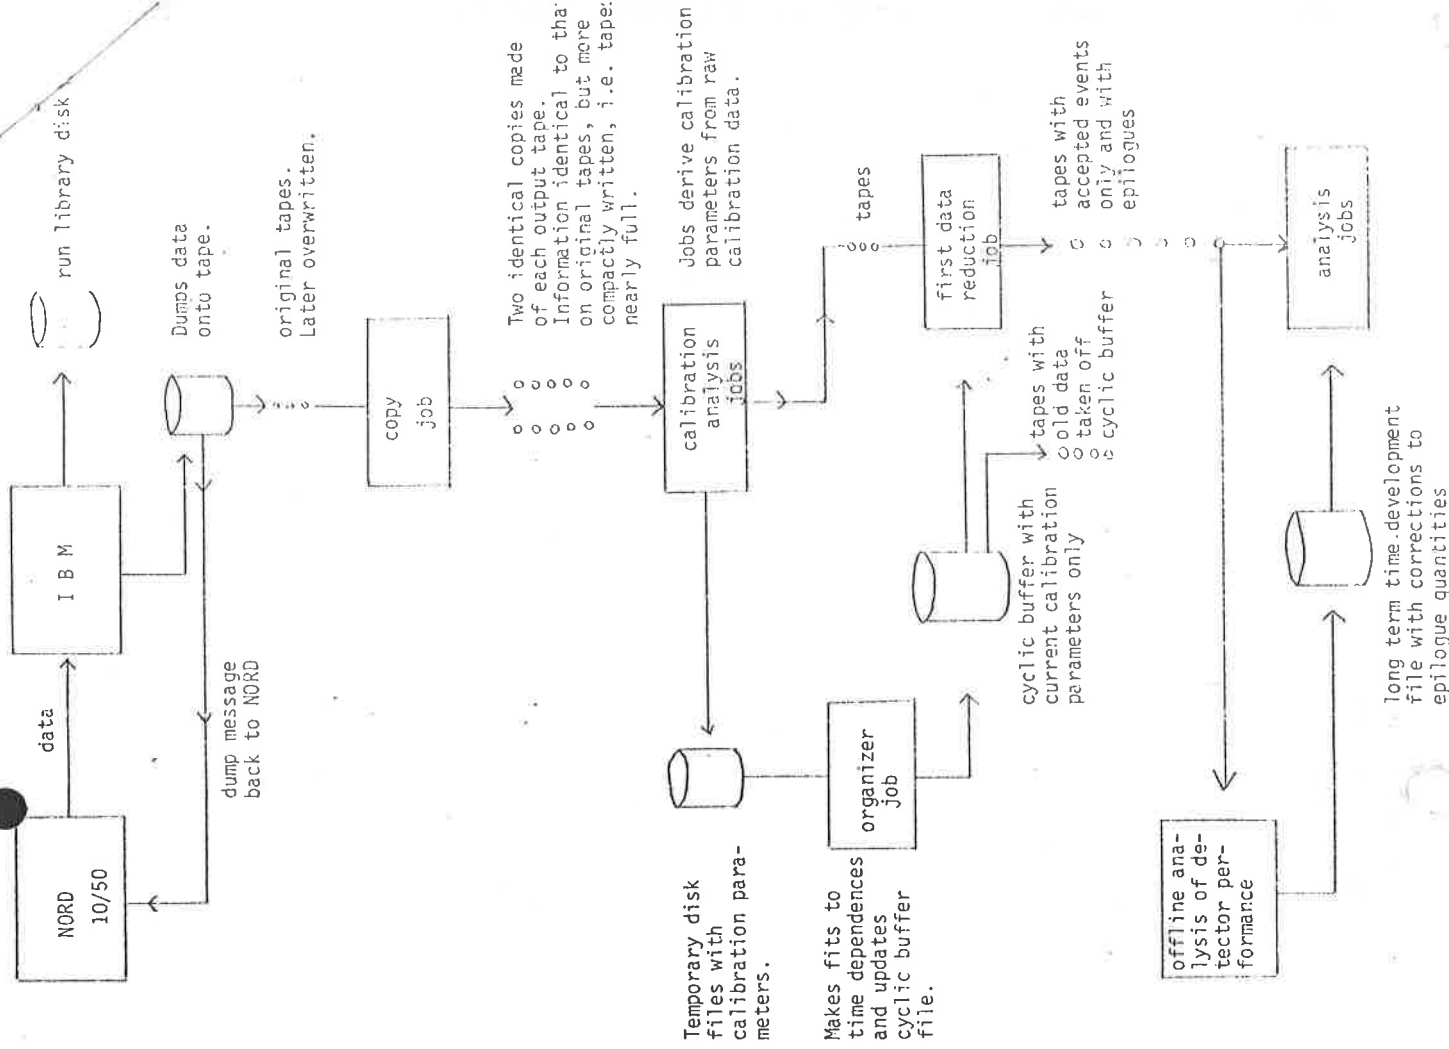 NORD
10/50
data
I B M
run library disk
dump message
back to NORD
Dumps data
onto tape.
original tapes.
Later overwritten.
copy
job
Two identical copies made
of each output tape.
Information identical to tha
on original tapes, but more
compactly written, i.e. tapes
nearly full.
calibration
analysis
jobs
Jobs derive calibration
parameters from raw
calibration data.
Temporary disk
files with
calibration para-
meters.
organizer
job
Makes fits to
time dependences
and updates
cyclic buffer
file.
cyclic buffer with
current calibration
parameters only
tapes
first data
reduction
job
tapes with
old data
taken off
cyclic buffer
tapes with
accepted events
only and with
epilogues
offline ana-
lysis of de-
tector per-
formance
long term time.development
file with corrections to
epilogue quantities
analysis
jobs